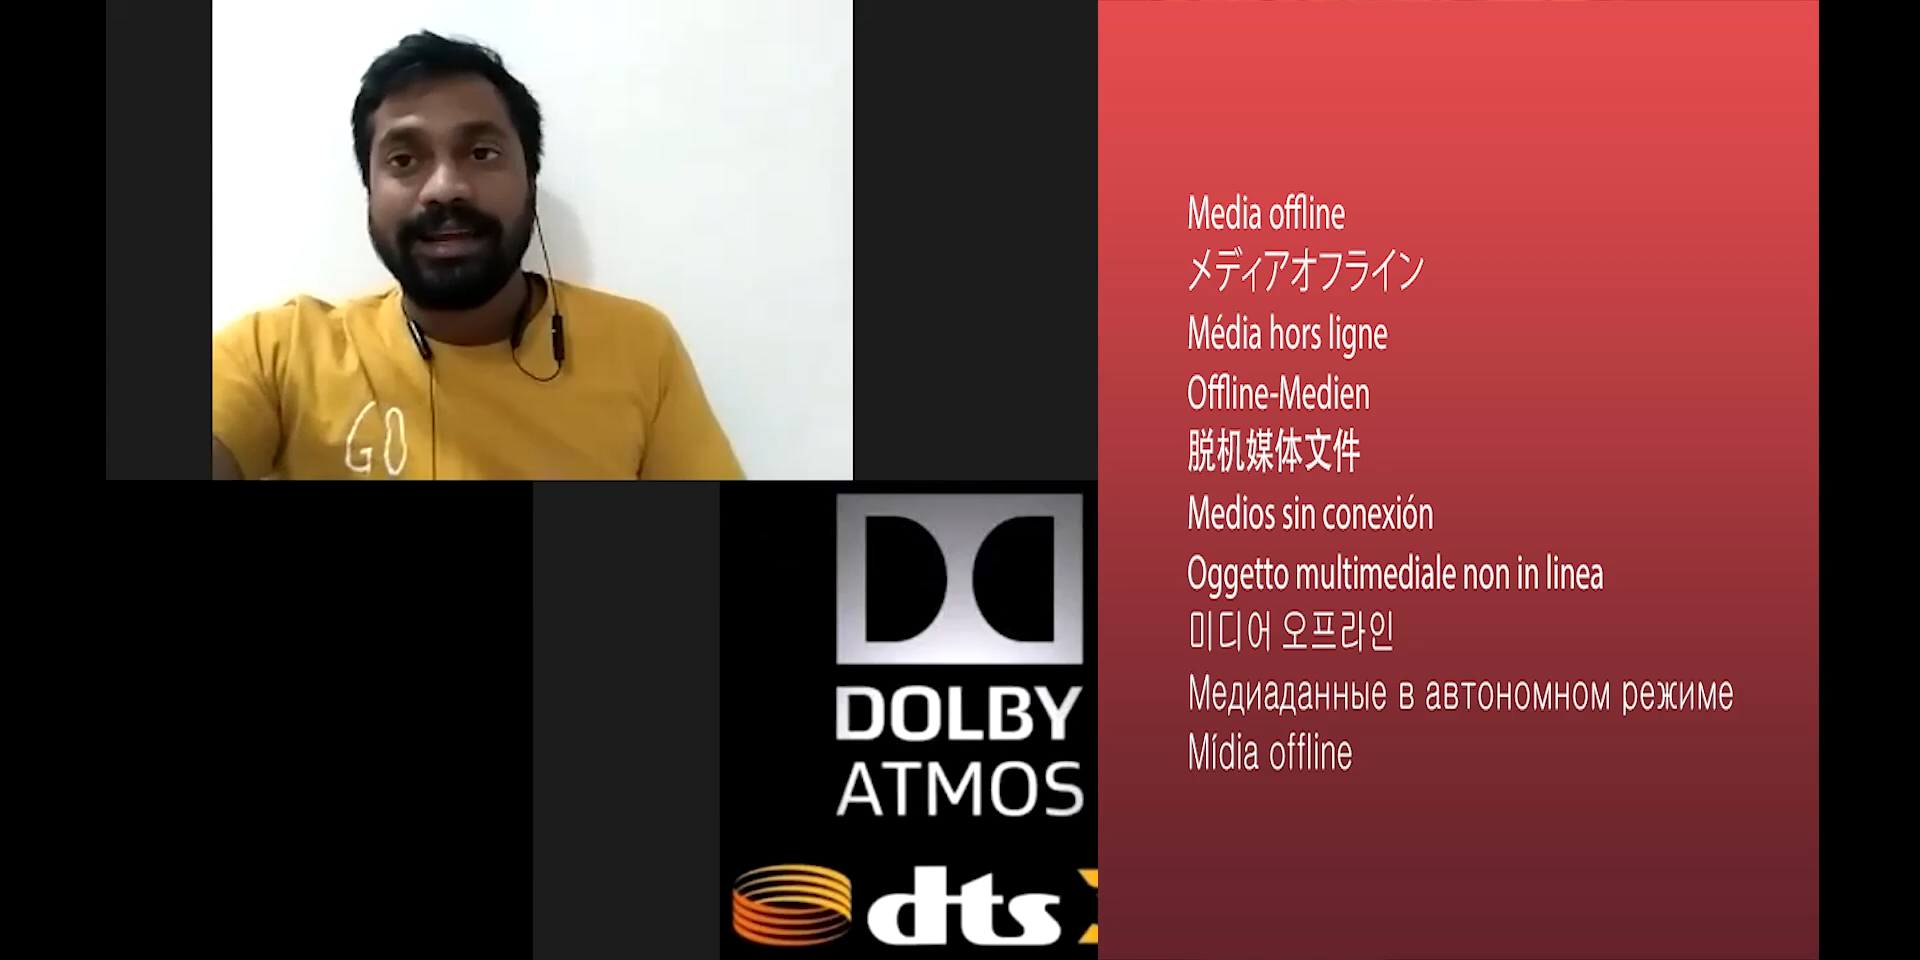 GO
DOLBY
ATMOS
dts
Media offline
メディアオフライン
Média hors ligne
Offline-Medien
脱机媒体文件
Medios sin conexión
Oggetto multimediale non in linea
미디어 오프라인
Медиаданные в автономном режиме
Mídia offline